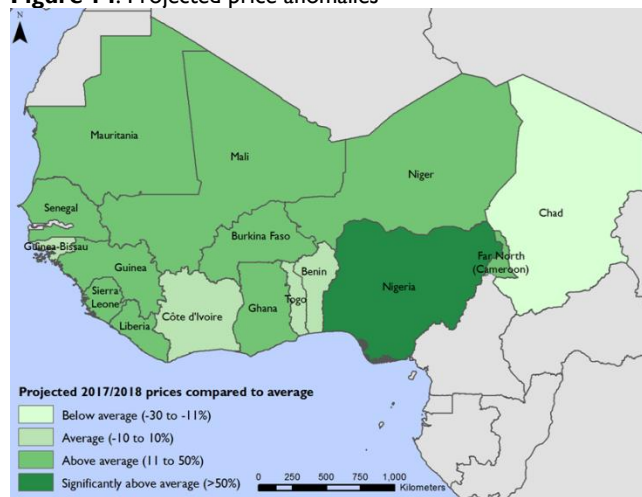 Figure 14. Projected price anomalies
N
Mauritania
Mali
Niger
Chad
Senegal
Guinea-Bissau
Burkina Faso
Far North
(Cameroon)
Guinea
Benin
Nigeria
Sierra
Leone
Côte d'Ivoire
Ghana
Togo
Liberia
Projected 2017/2018 prices compared to average
Below average (-30 to -11%)
Average (-10 to 10%)
Above average (11 to 50%)
Significantly above average (>50%)
0 250 500 1,000
Kilometers